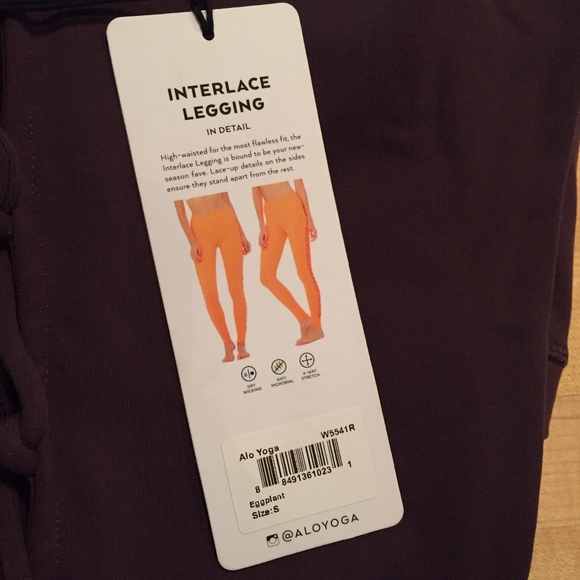 INTERLACE
LEGGING
IN DETAIL
High-waisted for the most flawless fit, the
Interlace Legging is bound to be your new-
season fave. Lace-up details on the sides
ensure they stand apart from the rest.
DRY
WICKING
ANTI
MICROBIAL
4-WAY
STRETCH
Alo Yoga W5541R
8 84913 61023 1
Eggplant
Size:S
@ALOYOGA